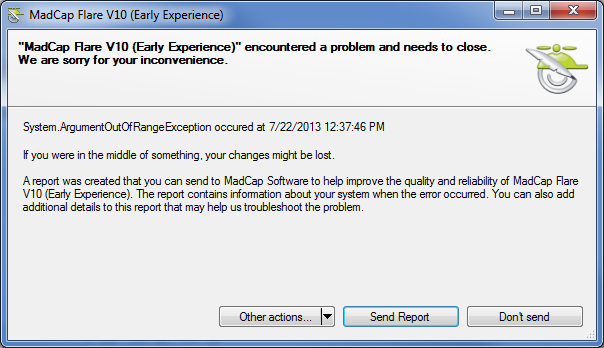 MadCap Flare V10 (Early Experience)
"MadCap Flare V10 (Early Experience)" encountered a problem and needs to close.
We are sorry for your inconvenience.
System.ArgumentOutOfRangeException occured at 7/22/2013 12:37:46 PM
If you were in the middle of something, your changes might be lost.
A report was created that you can send to MadCap Software to help improve the quality and reliability of MadCap Flare
V10 (Early Experience). The report contains information about your system when the error occurred. You can also add
additional details to this report that may help us troubleshoot the problem.
Other actions... Send Report Don't send